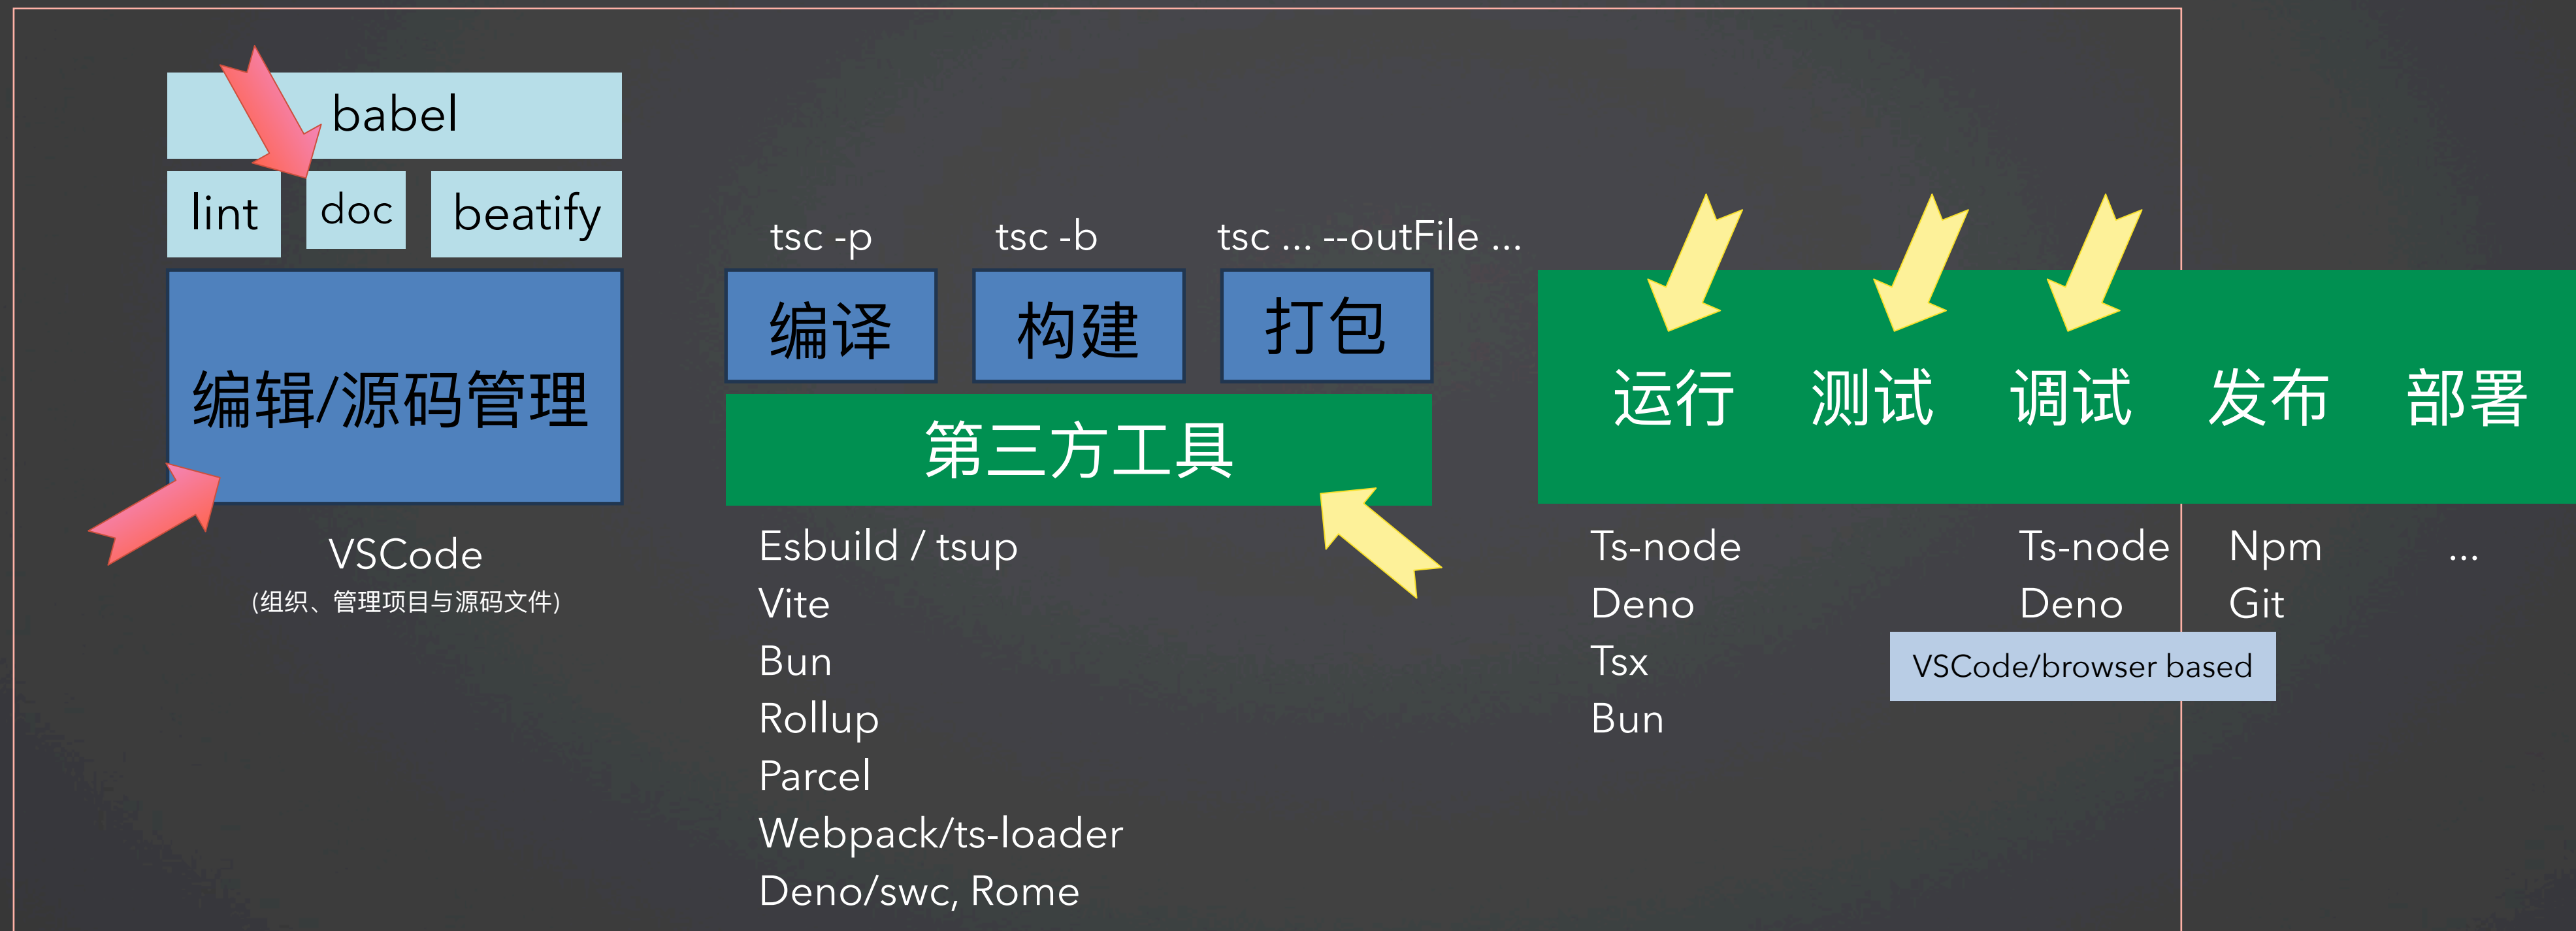 babel
lint
doc
beatify
编辑/源码管理
VSCode
(组织、管理项目与源码文件)
tsc -p
tsc -b
tsc ... --outFile ...
编译
构建
打包
第三方工具
Esbuild / tsup
Vite
Bun
Rollup
Parcel
Webpack/ts-loader
Deno/swc, Rome
运行
测试
调试
发布
部署
Ts-node
Deno
Tsx
Bun
Ts-node
Deno
VSCode/browser based
Npm
Git
...